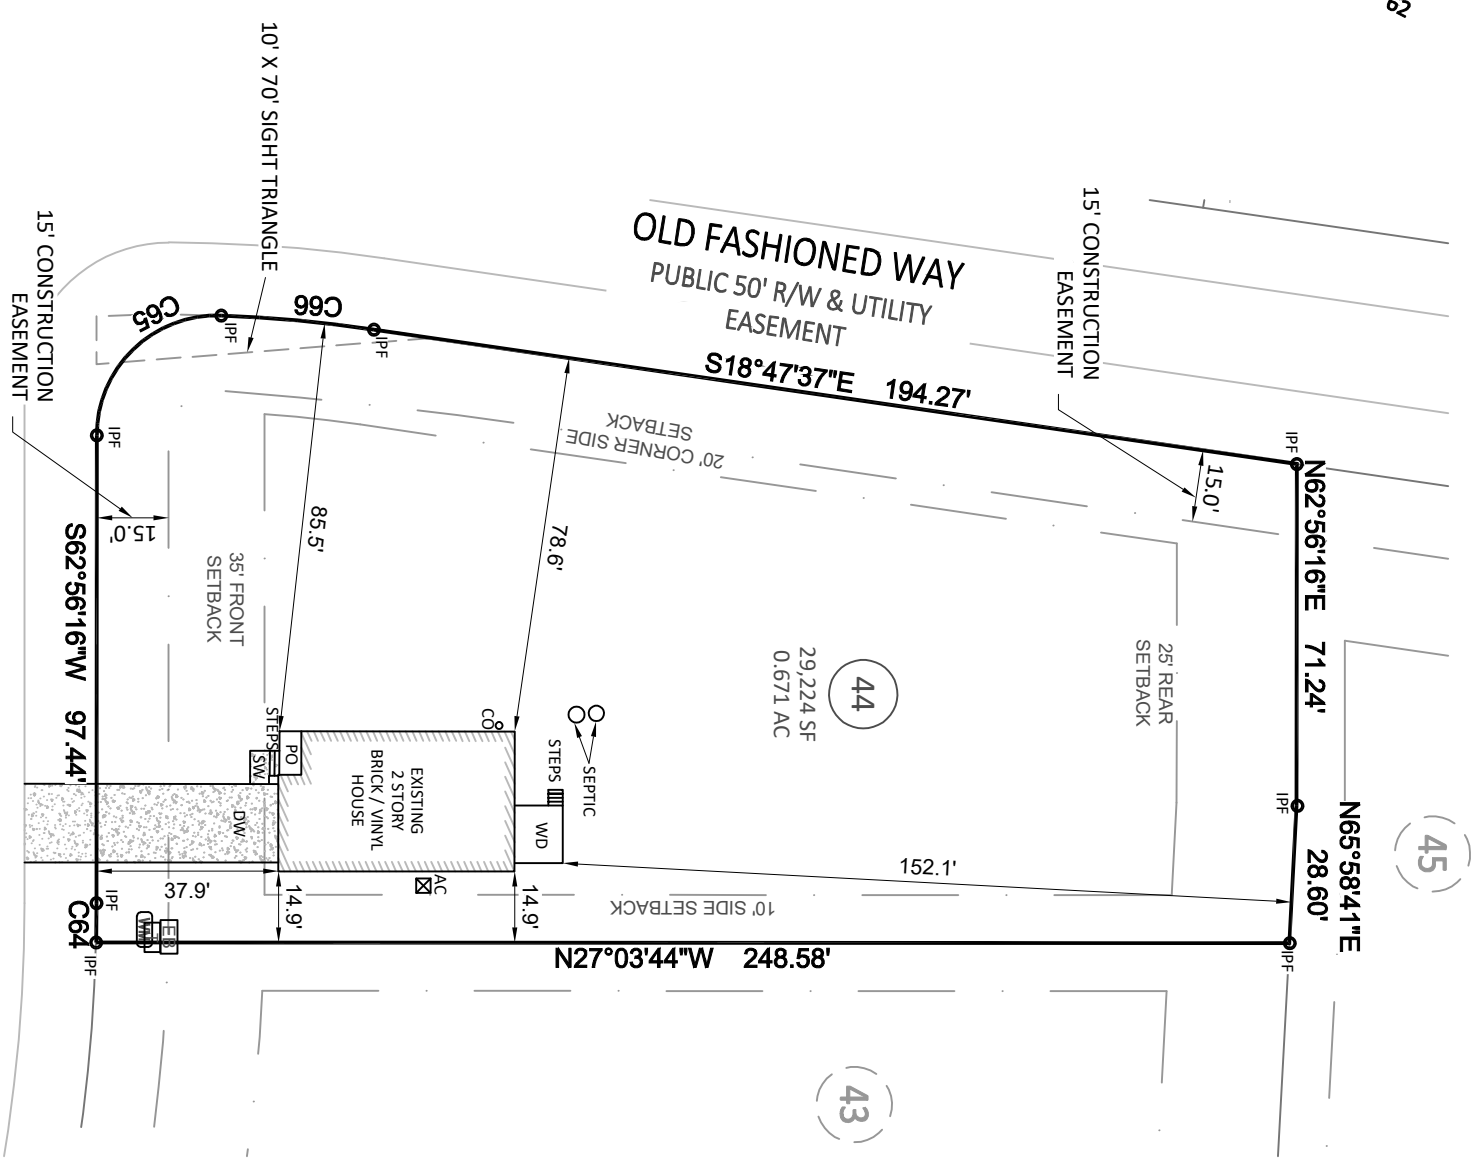 62
10' X 70' SIGHT TRIANGLE
15' CONSTRUCTION
EASEMENT
OLD FASHIONED WAY
PUBLIC 50' R/W & UTILITY
EASEMENT
15' CONSTRUCTION
EASEMENT
C65
C66
IPF
IPF
IPF
S18°47'37"E 194.27'
IPF
N62°56'16"E 71.24'
IPF
N65°58'41"E
28.60'
IPF
20' CORNER SIDE
SETBACK
15.0'
15.0'
85.5'
78.6'
S62°56'16"W 97.44'
35' FRONT
SETBACK
25' REAR
SETBACK
44
29,224 SF
0.671 AC
45
STEPS
SW
PO
CO
STEPS
SEPTIC
EXISTING
2 STORY
BRICK / VINYL
HOUSE
WD
DW
AC
152.1'
37.9'
14.9'
14.9'
10' SIDE SETBACK
IPF
C64
IPF
WM
T
EB
N27°03'44"W 248.58'
43